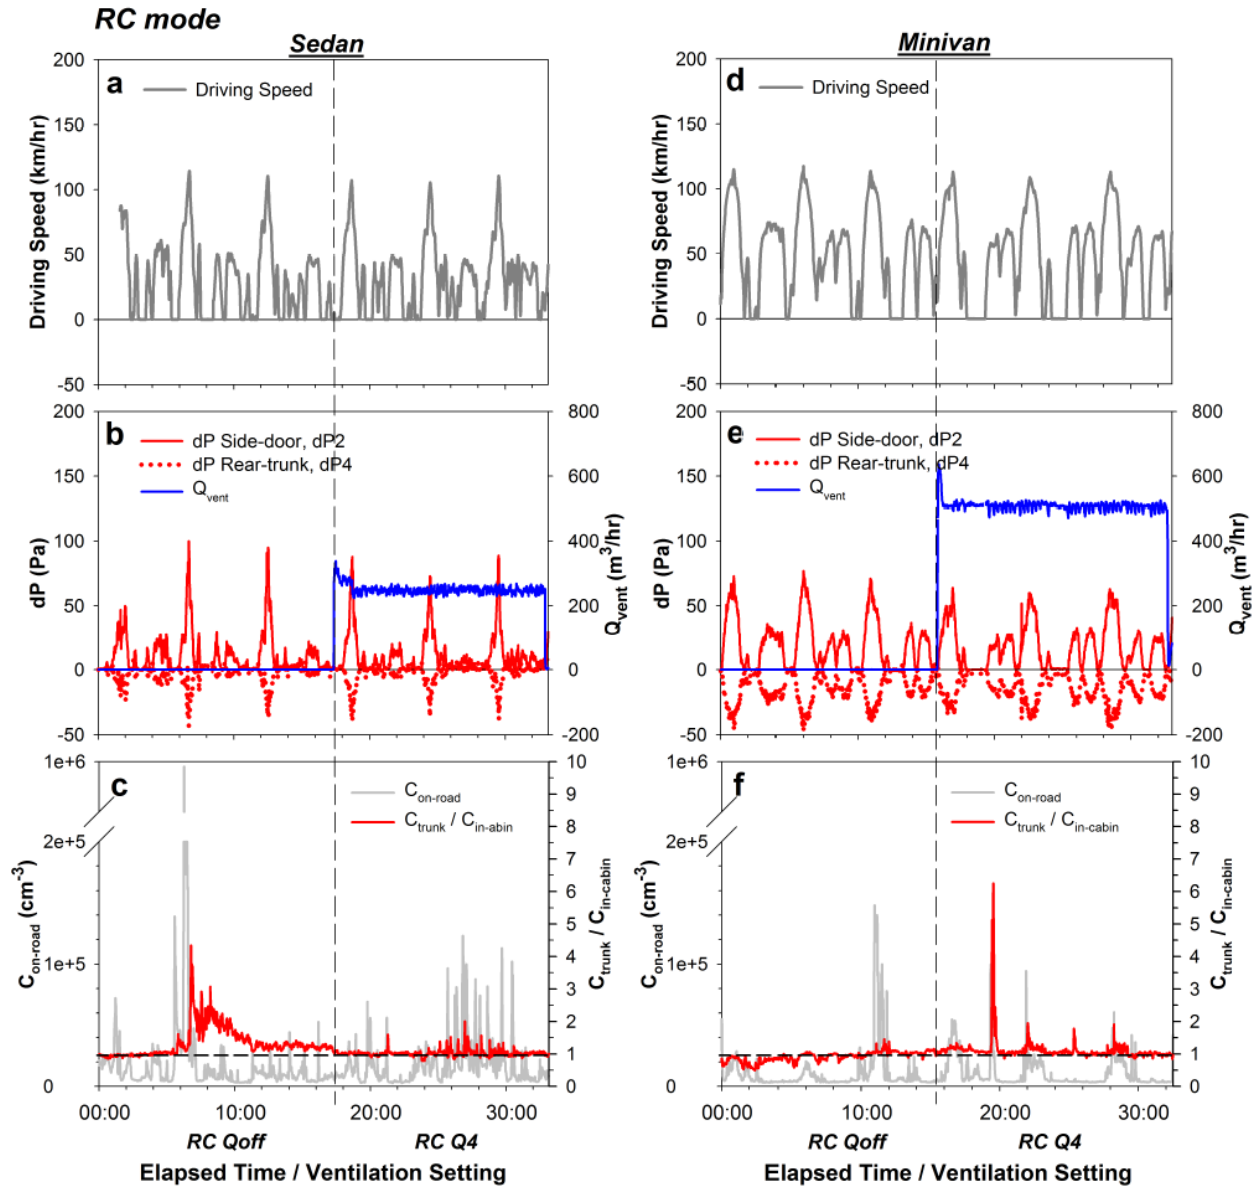 RC mode
Sedan
Minivan
a
Driving Speed
200
150
100
50
0
-50
Driving Speed (km/hr)
d
Driving Speed
200
150
100
50
0
-50
Driving Speed (km/hr)
b
dP Side-door, dP2
dP Rear-trunk, dP4
Qvent
200
150
100
50
0
-50
dP (Pa)
800
600
400
200
0
-200
Qvent (m³/hr)
e
dP Side-door, dP2
dP Rear-trunk, dP4
Qvent
200
150
100
50
0
-50
dP (Pa)
800
600
400
200
0
-200
Qvent (m³/hr)
c
Con-road
Ctrunk / Cin-abin
1e+6
2e+5
1e+5
0
Con-road (cm-3)
10
9
8
7
6
5
4
3
2
1
0
Ctrunk / Cin-cabin
00:00
10:00
20:00
30:00
RC Qoff
RC Q4
Elapsed Time / Ventilation Setting
f
Con-road
Ctrunk / Cin-cabin
1e+6
2e+5
1e+5
0
Con-road (cm-3)
10
9
8
7
6
5
4
3
2
1
0
Ctrunk / Cin-cabin
00:00
10:00
20:00
30:00
RC Qoff
RC Q4
Elapsed Time / Ventilation Setting